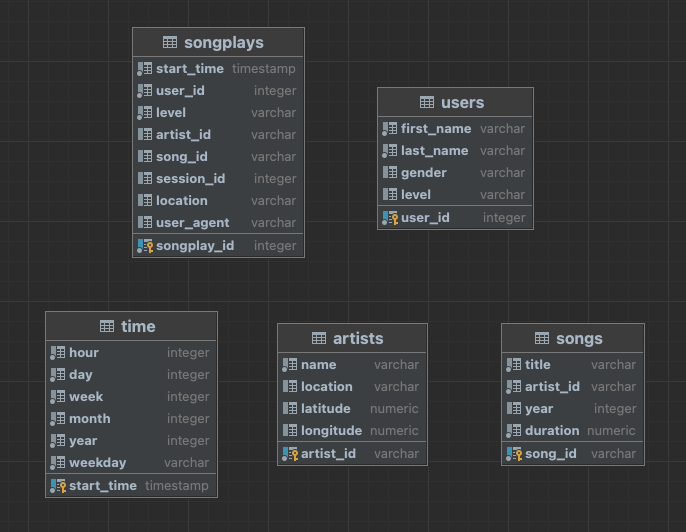 songplays
start_time timestamp
user_id integer
level varchar
artist_id varchar
song_id varchar
session_id integer
location varchar
user_agent varchar
songplay_id integer
users
first_name varchar
last_name varchar
gender varchar
level varchar
user_id integer
time
hour integer
day integer
week integer
month integer
year integer
weekday varchar
start_time timestamp
artists
name varchar
location varchar
latitude numeric
longitude numeric
artist_id varchar
songs
title varchar
artist_id varchar
year integer
duration numeric
song_id varchar